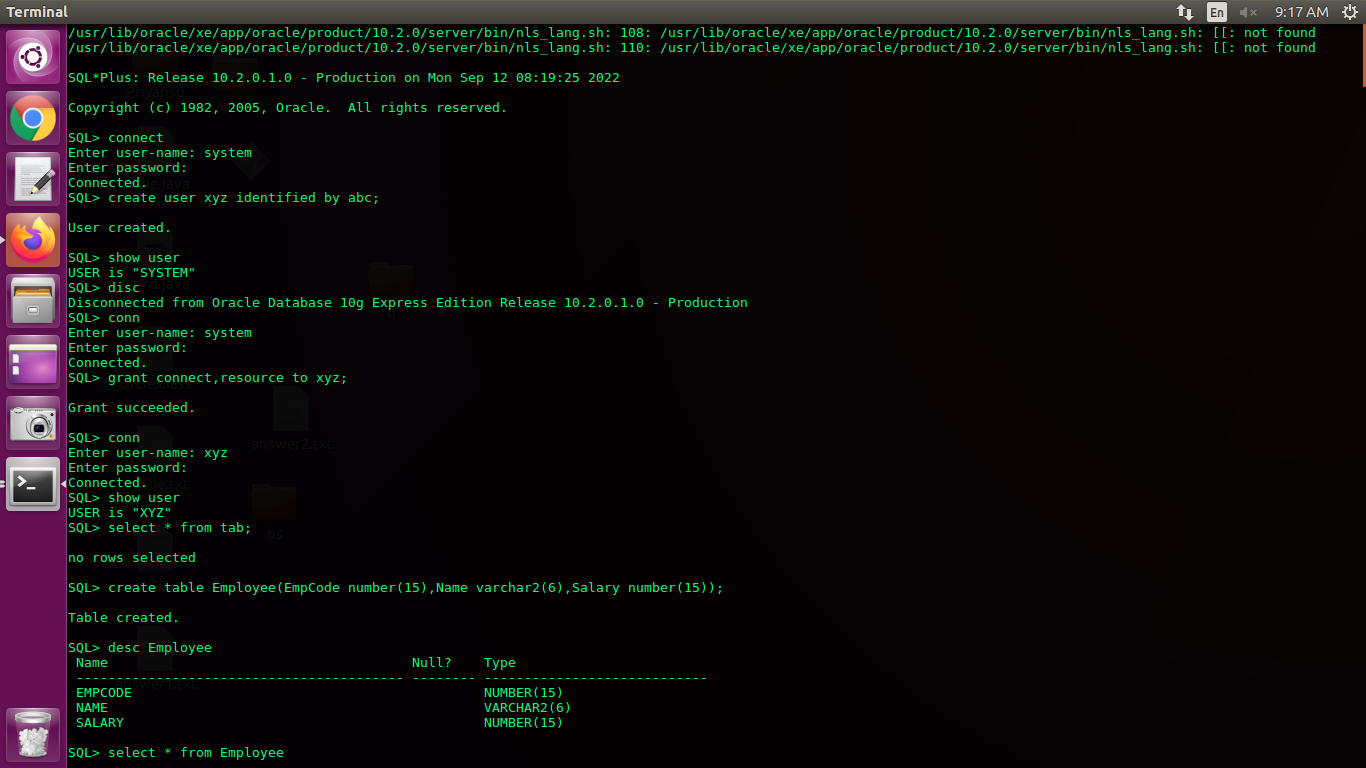 Terminal
En
9:17 AM
/usr/lib/oracle/xe/app/oracle/product/10.2.0/server/bin/nls_lang.sh: 108: /usr/lib/oracle/xe/app/oracle/product/10.2.0/server/bin/nls_lang.sh: [[: not found
/usr/lib/oracle/xe/app/oracle/product/10.2.0/server/bin/nls_lang.sh: 110: /usr/lib/oracle/xe/app/oracle/product/10.2.0/server/bin/nls_lang.sh: [[: not found
SQL*Plus: Release 10.2.0.1.0 - Production on Mon Sep 12 08:19:25 2022
Copyright (c) 1982, 2005, Oracle.  All rights reserved.
SQL> connect
Enter user-name: system
Enter password:
Connected.
SQL> create user xyz identified by abc;
User created.
SQL> show user
USER is "SYSTEM"
SQL> disc
Disconnected from Oracle Database 10g Express Edition Release 10.2.0.1.0 - Production
SQL> conn
Enter user-name: system
Enter password:
Connected.
SQL> grant connect,resource to xyz;
Grant succeeded.
SQL> conn
answer2.txt
Enter user-name: xyz
Enter password:
Connected.
SQL> show user
USER is "XYZ"
SQL> select * from tab;
os
no rows selected
SQL> create table Employee(EmpCode number(15),Name varchar2(6),Salary number(15));
Table created.
SQL> desc Employee
Name Null? Type
----------------------------------------- -------- ----------------------------
EMPCODE NUMBER(15)
NAME VARCHAR2(6)
SALARY NUMBER(15)
SQL> select * from Employee